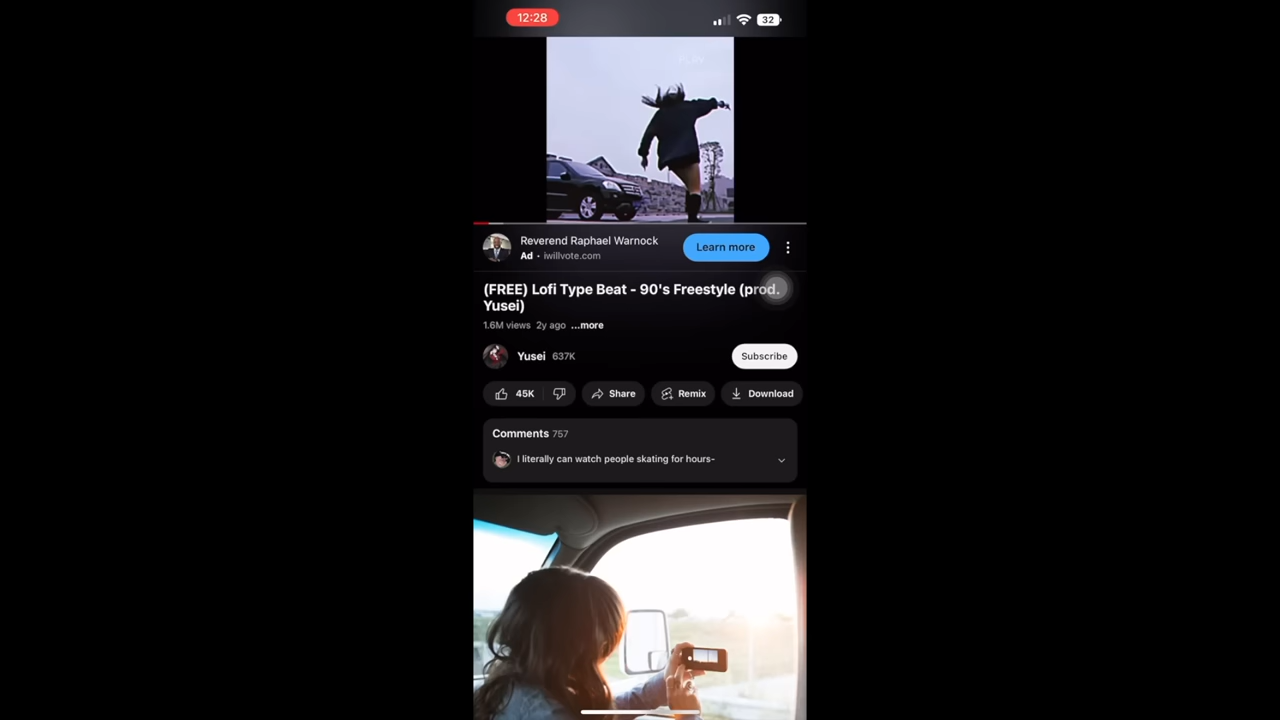 12:28
32
PLAY
Reverend Raphael Warnock
Learn more
Ad · iwillvote.com
(FREE) Lofi Type Beat - 90's Freestyle (prod.
Yusei)
1.6M views 2y ago ...more
Yusei 637K
Subscribe
45K
Share
Remix
Download
Comments 757
I literally can watch people skating for hours-